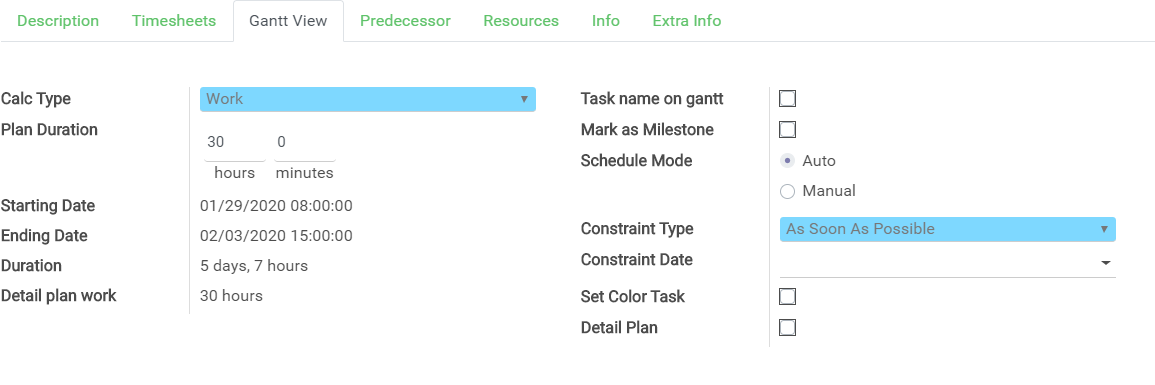 Description Timesheets Gantt View Predecessor Resources Info Extra Info
Calc Type Work
Plan Duration
30 0
hours minutes
Starting Date 01/29/2020 08:00:00
Ending Date 02/03/2020 15:00:00
Duration 5 days, 7 hours
Detail plan work 30 hours
Task name on gantt
Mark as Milestone
Schedule Mode Auto
Manual
Constraint Type As Soon As Possible
Constraint Date
Set Color Task
Detail Plan